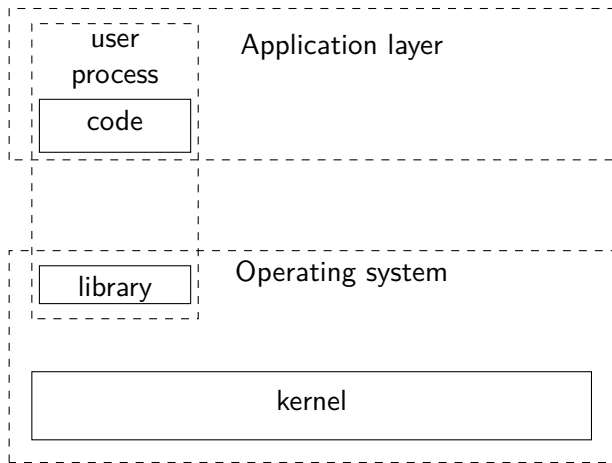 user
process
Application layer
code
Operating system
library
kernel